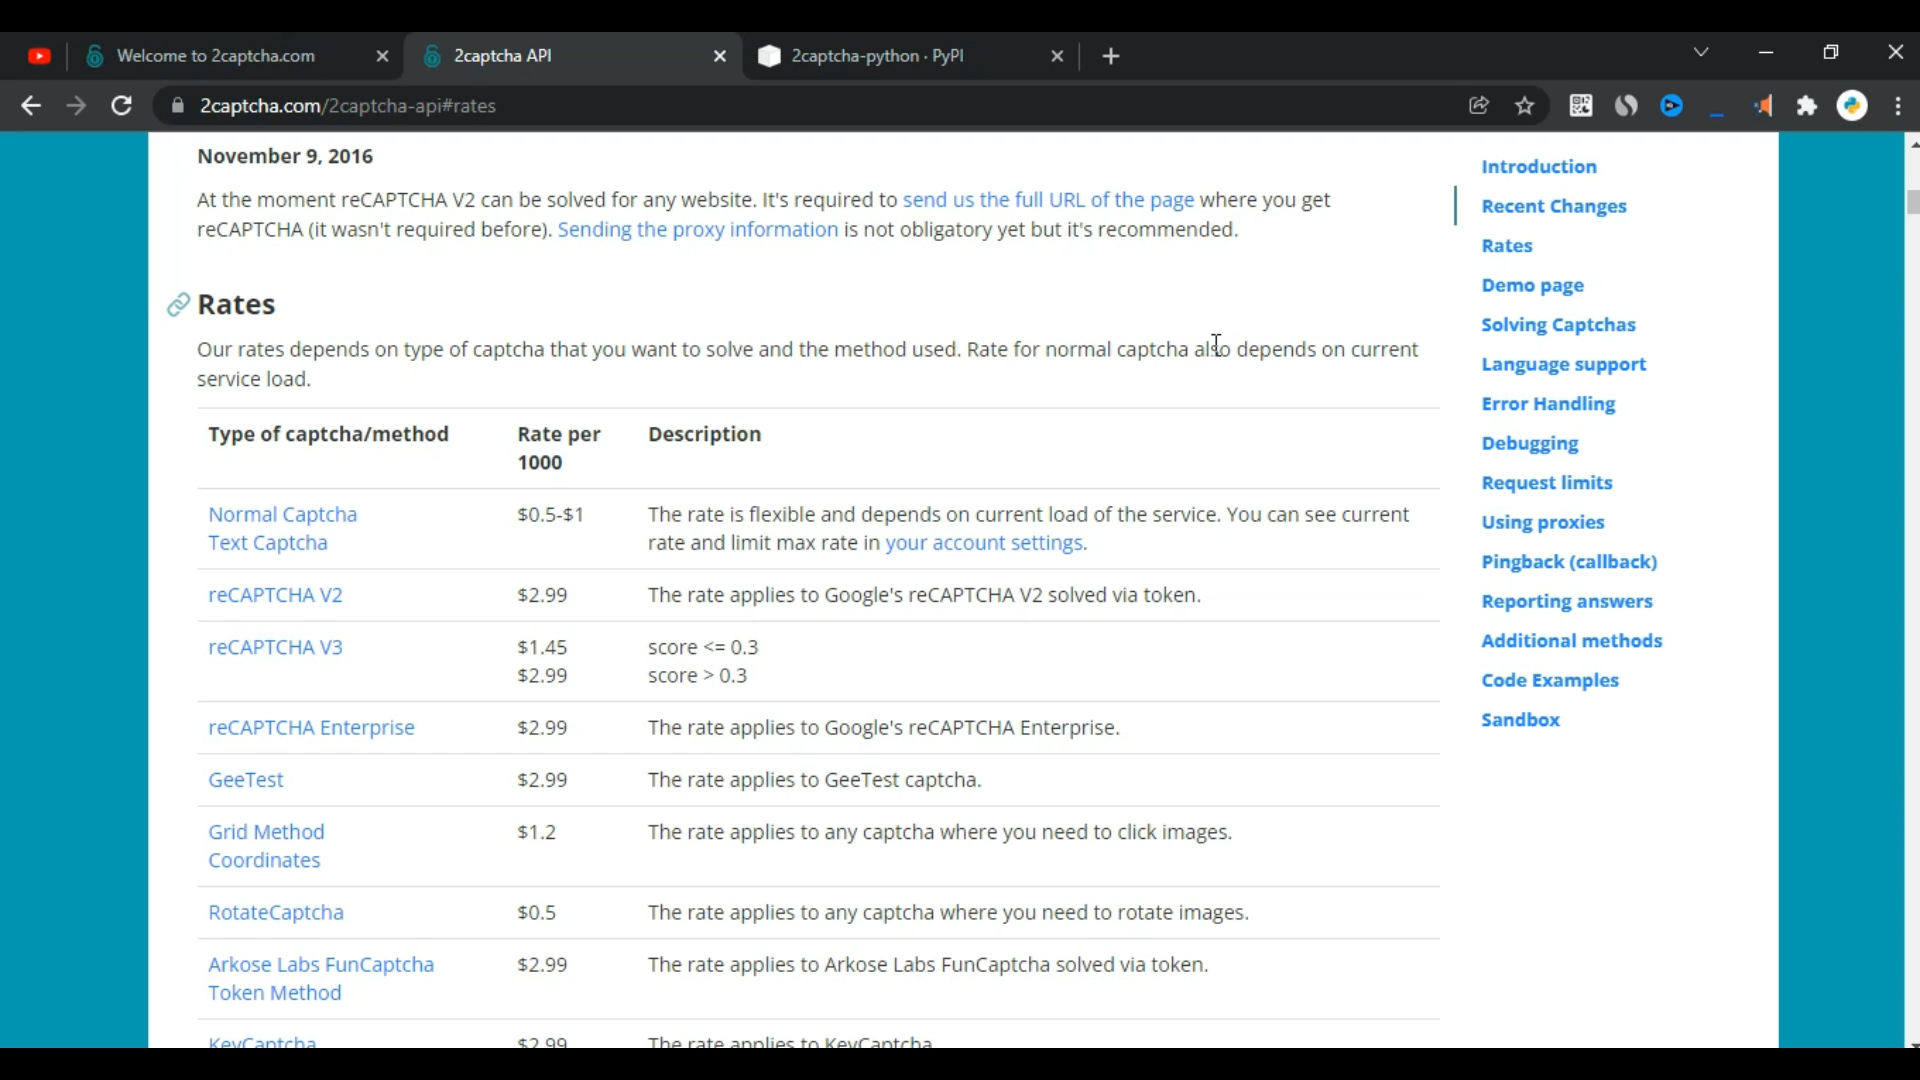 Welcome to 2captcha.com
2captcha API
2captcha-python · PyPI
2captcha.com/2captcha-api#rates
November 9, 2016
At the moment reCAPTCHA V2 can be solved for any website. It's required to send us the full URL of the page where you get
reCAPTCHA (it wasn't required before). Sending the proxy information is not obligatory yet but it's recommended.
Rates
Our rates depends on type of captcha that you want to solve and the method used. Rate for normal captcha also depends on current
service load.
Type of captcha/method Rate per Description
1000
Normal Captcha $0.5-$1 The rate is flexible and depends on current load of the service. You can see current
Text Captcha rate and limit max rate in your account settings.
reCAPTCHA V2 $2.99 The rate applies to Google's reCAPTCHA V2 solved via token.
reCAPTCHA V3 $1.45 score <= 0.3
$2.99 score > 0.3
reCAPTCHA Enterprise $2.99 The rate applies to Google's reCAPTCHA Enterprise.
GeeTest $2.99 The rate applies to GeeTest captcha.
Grid Method $1.2 The rate applies to any captcha where you need to click images.
Coordinates
RotateCaptcha $0.5 The rate applies to any captcha where you need to rotate images.
Arkose Labs FunCaptcha $2.99 The rate applies to Arkose Labs FunCaptcha solved via token.
Token Method
KeyCaptcha $2.99 The rate applies to KeyCaptcha
Introduction
Recent Changes
Rates
Demo page
Solving Captchas
Language support
Error Handling
Debugging
Request limits
Using proxies
Pingback (callback)
Reporting answers
Additional methods
Code Examples
Sandbox